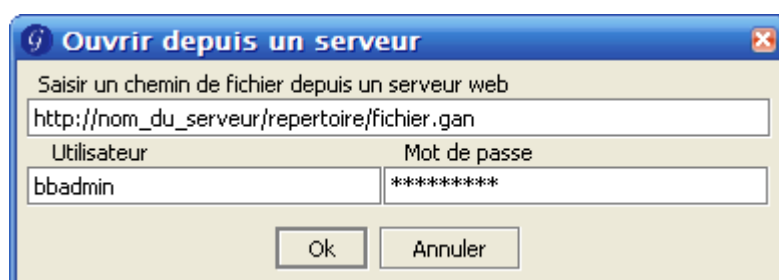 Ouvrir depuis un serveur
Saisir un chemin de fichier depuis un serveur web
http://nom_du_serveur/repertoire/fichier.gan
Utilisateur Mot de passe
bbadmin *********
Ok Annuler